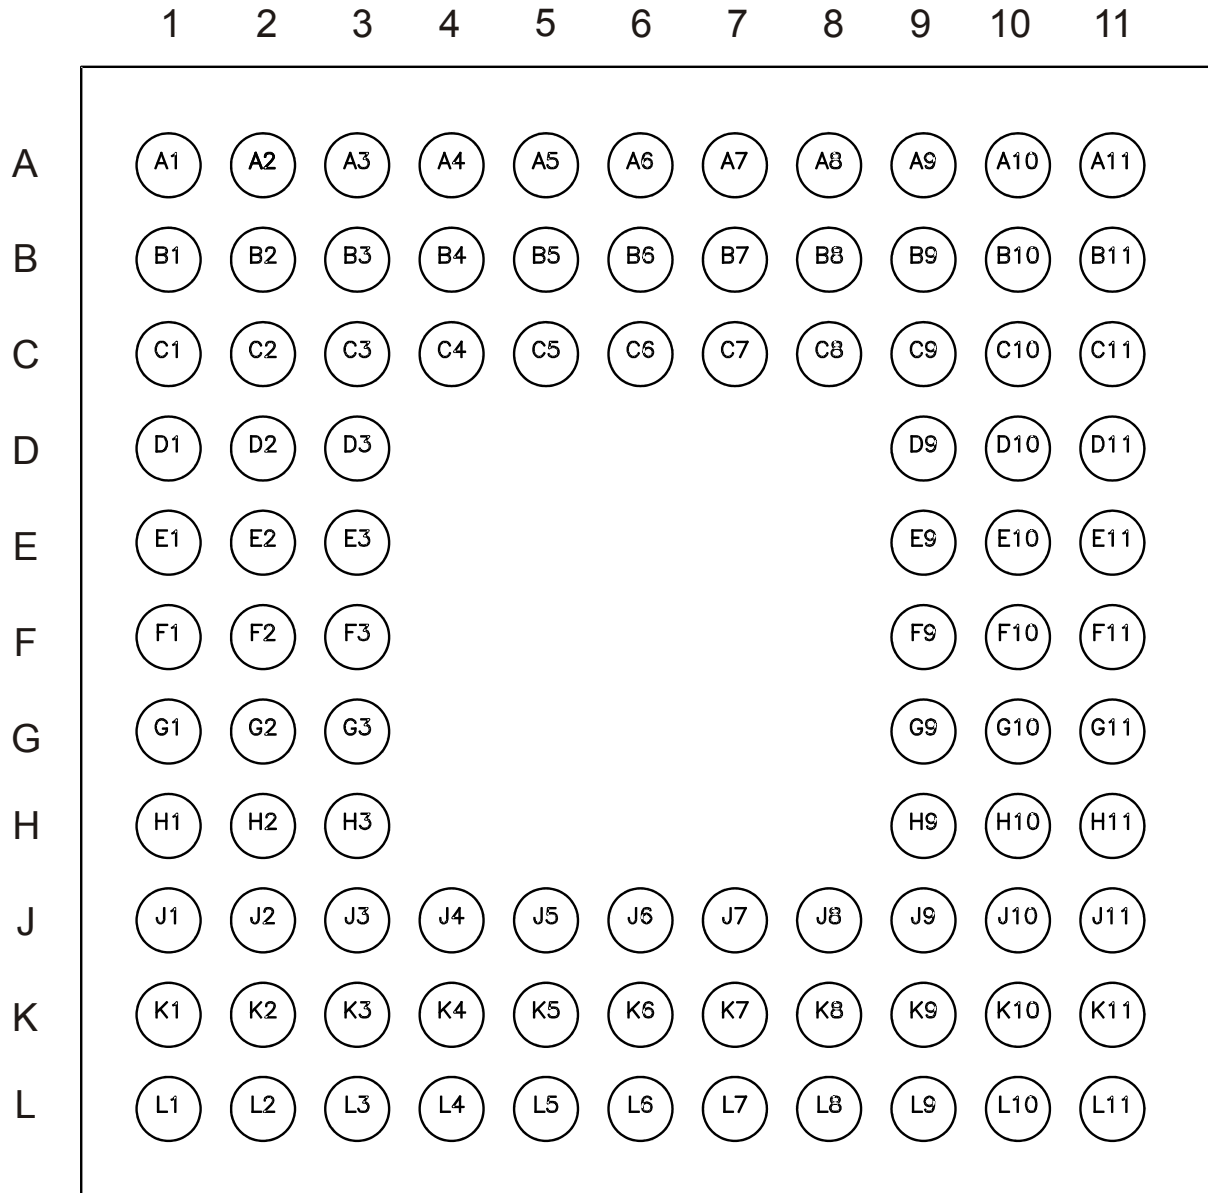 1 2 3 4 5 6 7 8 9 10 11
A A1 A2 A3 A4 A5 A6 A7 A8 A9 A10 A11
B B1 B2 B3 B4 B5 B6 B7 B8 B9 B10 B11
C C1 C2 C3 C4 C5 C6 C7 C8 C9 C10 C11
D D1 D2 D3 D9 D10 D11
E E1 E2 E3 E9 E10 E11
F F1 F2 F3 F9 F10 F11
G G1 G2 G3 G9 G10 G11
H H1 H2 H3 H9 H10 H11
J J1 J2 J3 J4 J5 J6 J7 J8 J9 J10 J11
K K1 K2 K3 K4 K5 K6 K7 K8 K9 K10 K11
L L1 L2 L3 L4 L5 L6 L7 L8 L9 L10 L11